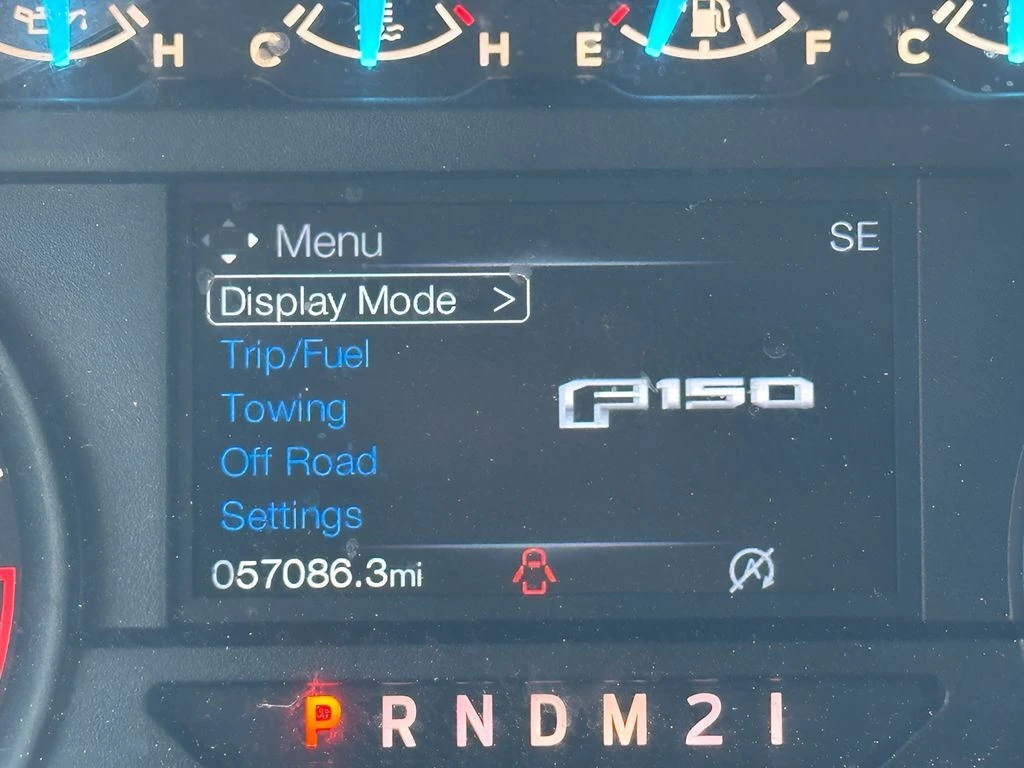 H C H E F C
Menu SE
Display Mode >
Trip/Fuel
F150
Towing
Off Road
Settings
057086.3mi A
P R N D M 2 1